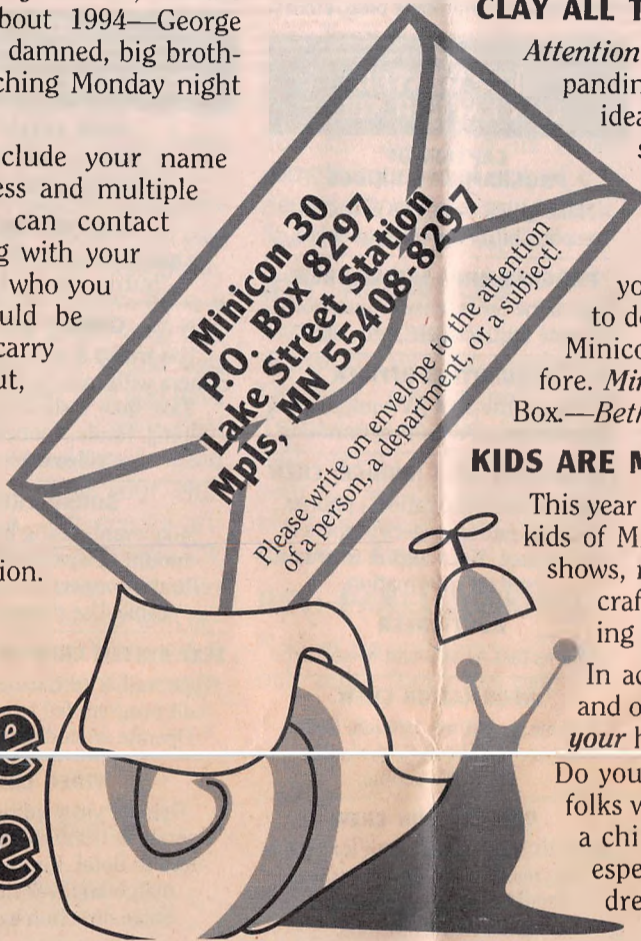 bout 1994—George
damned, big broth-
ching Monday night
clude your name
ess and multiple
can contact
g with your
who you
uld be
carry
ut,
tion.
Minicon 30
P.O. Box 8297
Lake Street Station
Mpls, MN 55408-8297
Please write on envelope to the attention
of a person, a department, or a subject!
e
e
CLAY ALL T
Attention
pandin
idea
s
yo
to de
Minico
fore. Min
Box.—Beth
KIDS ARE M
This year
kids of M
shows, r
craf
ing
In ac
and o
your h
Do you
folks w
a chi
espe
dre